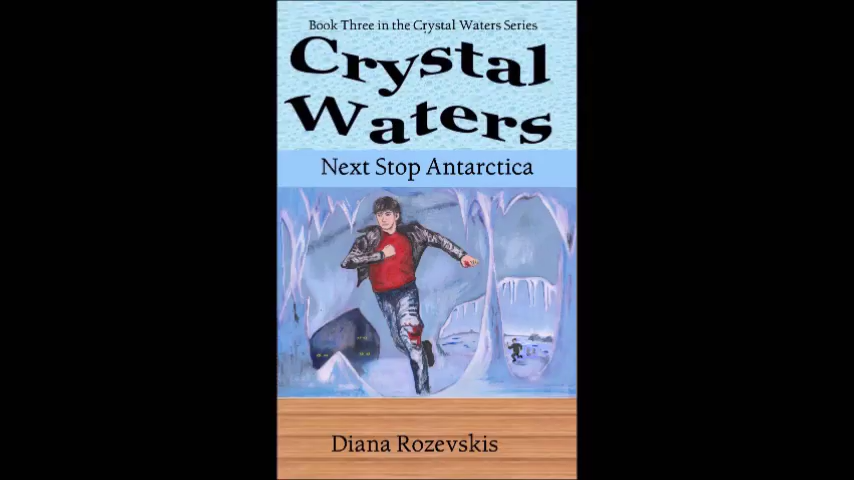 Book Three in the Crystal Waters Series
Crystal
Waters
Next Stop Antarctica
Diana Rozevskis